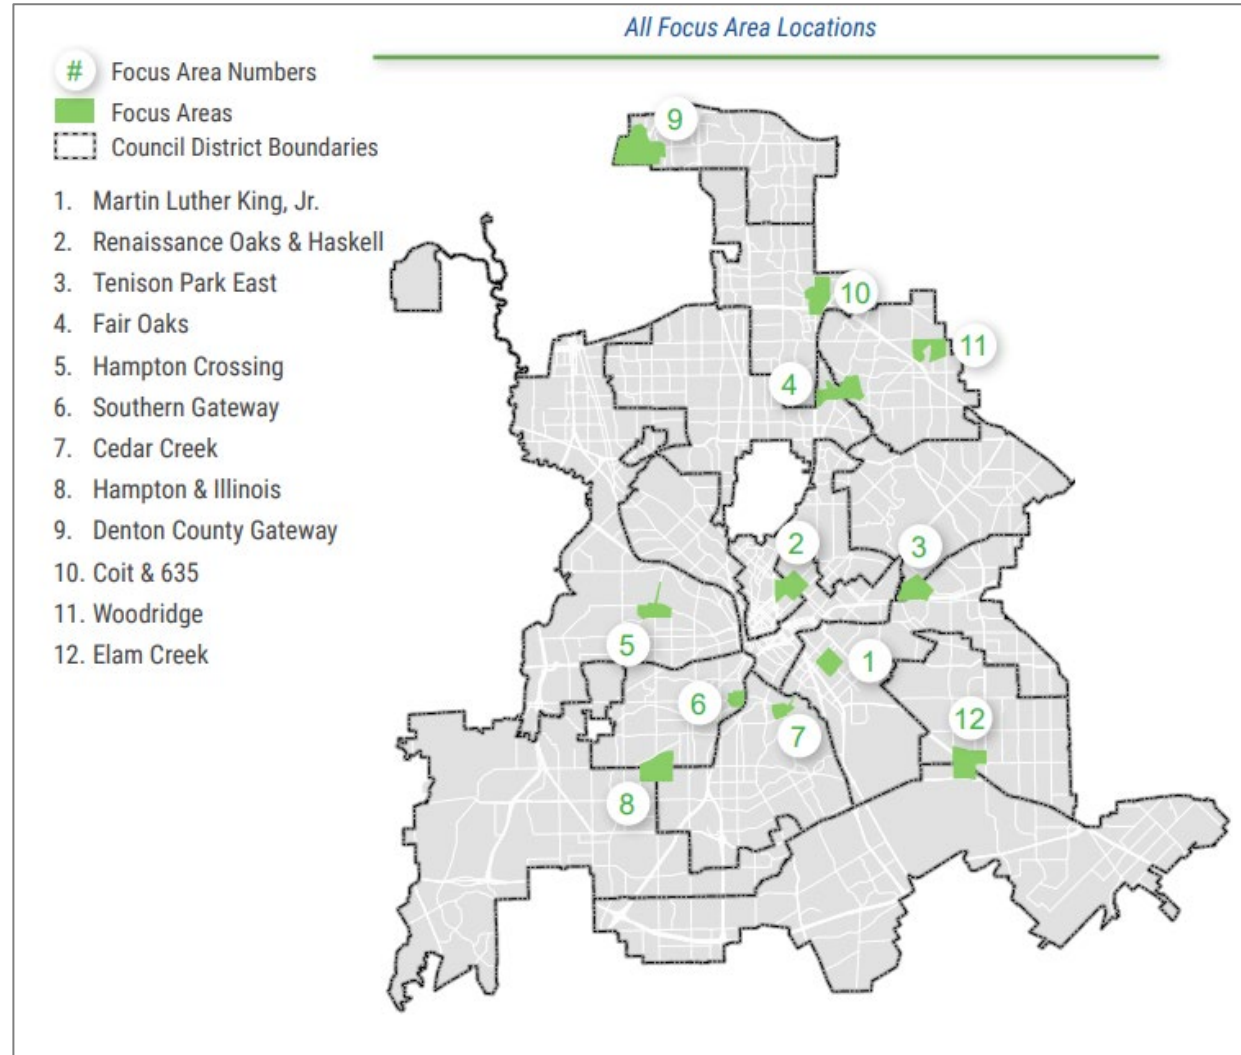 All Focus Area Locations
# Focus Area Numbers
Focus Areas
Council District Boundaries
1. Martin Luther King, Jr.
2. Renaissance Oaks & Haskell
3. Tenison Park East
4. Fair Oaks
5. Hampton Crossing
6. Southern Gateway
7. Cedar Creek
8. Hampton & Illinois
9. Denton County Gateway
10. Coit & 635
11. Woodridge
12. Elam Creek
9
10
11
4
2
3
5
1
6
12
7
8